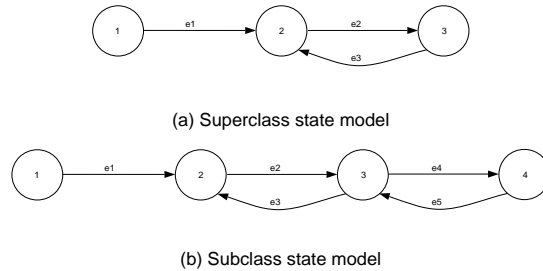 e1 e2
1 2 3
e3
(a) Superclass state model
e1 e2 e4
1 2 3 4
e3 e5
(b) Subclass state model